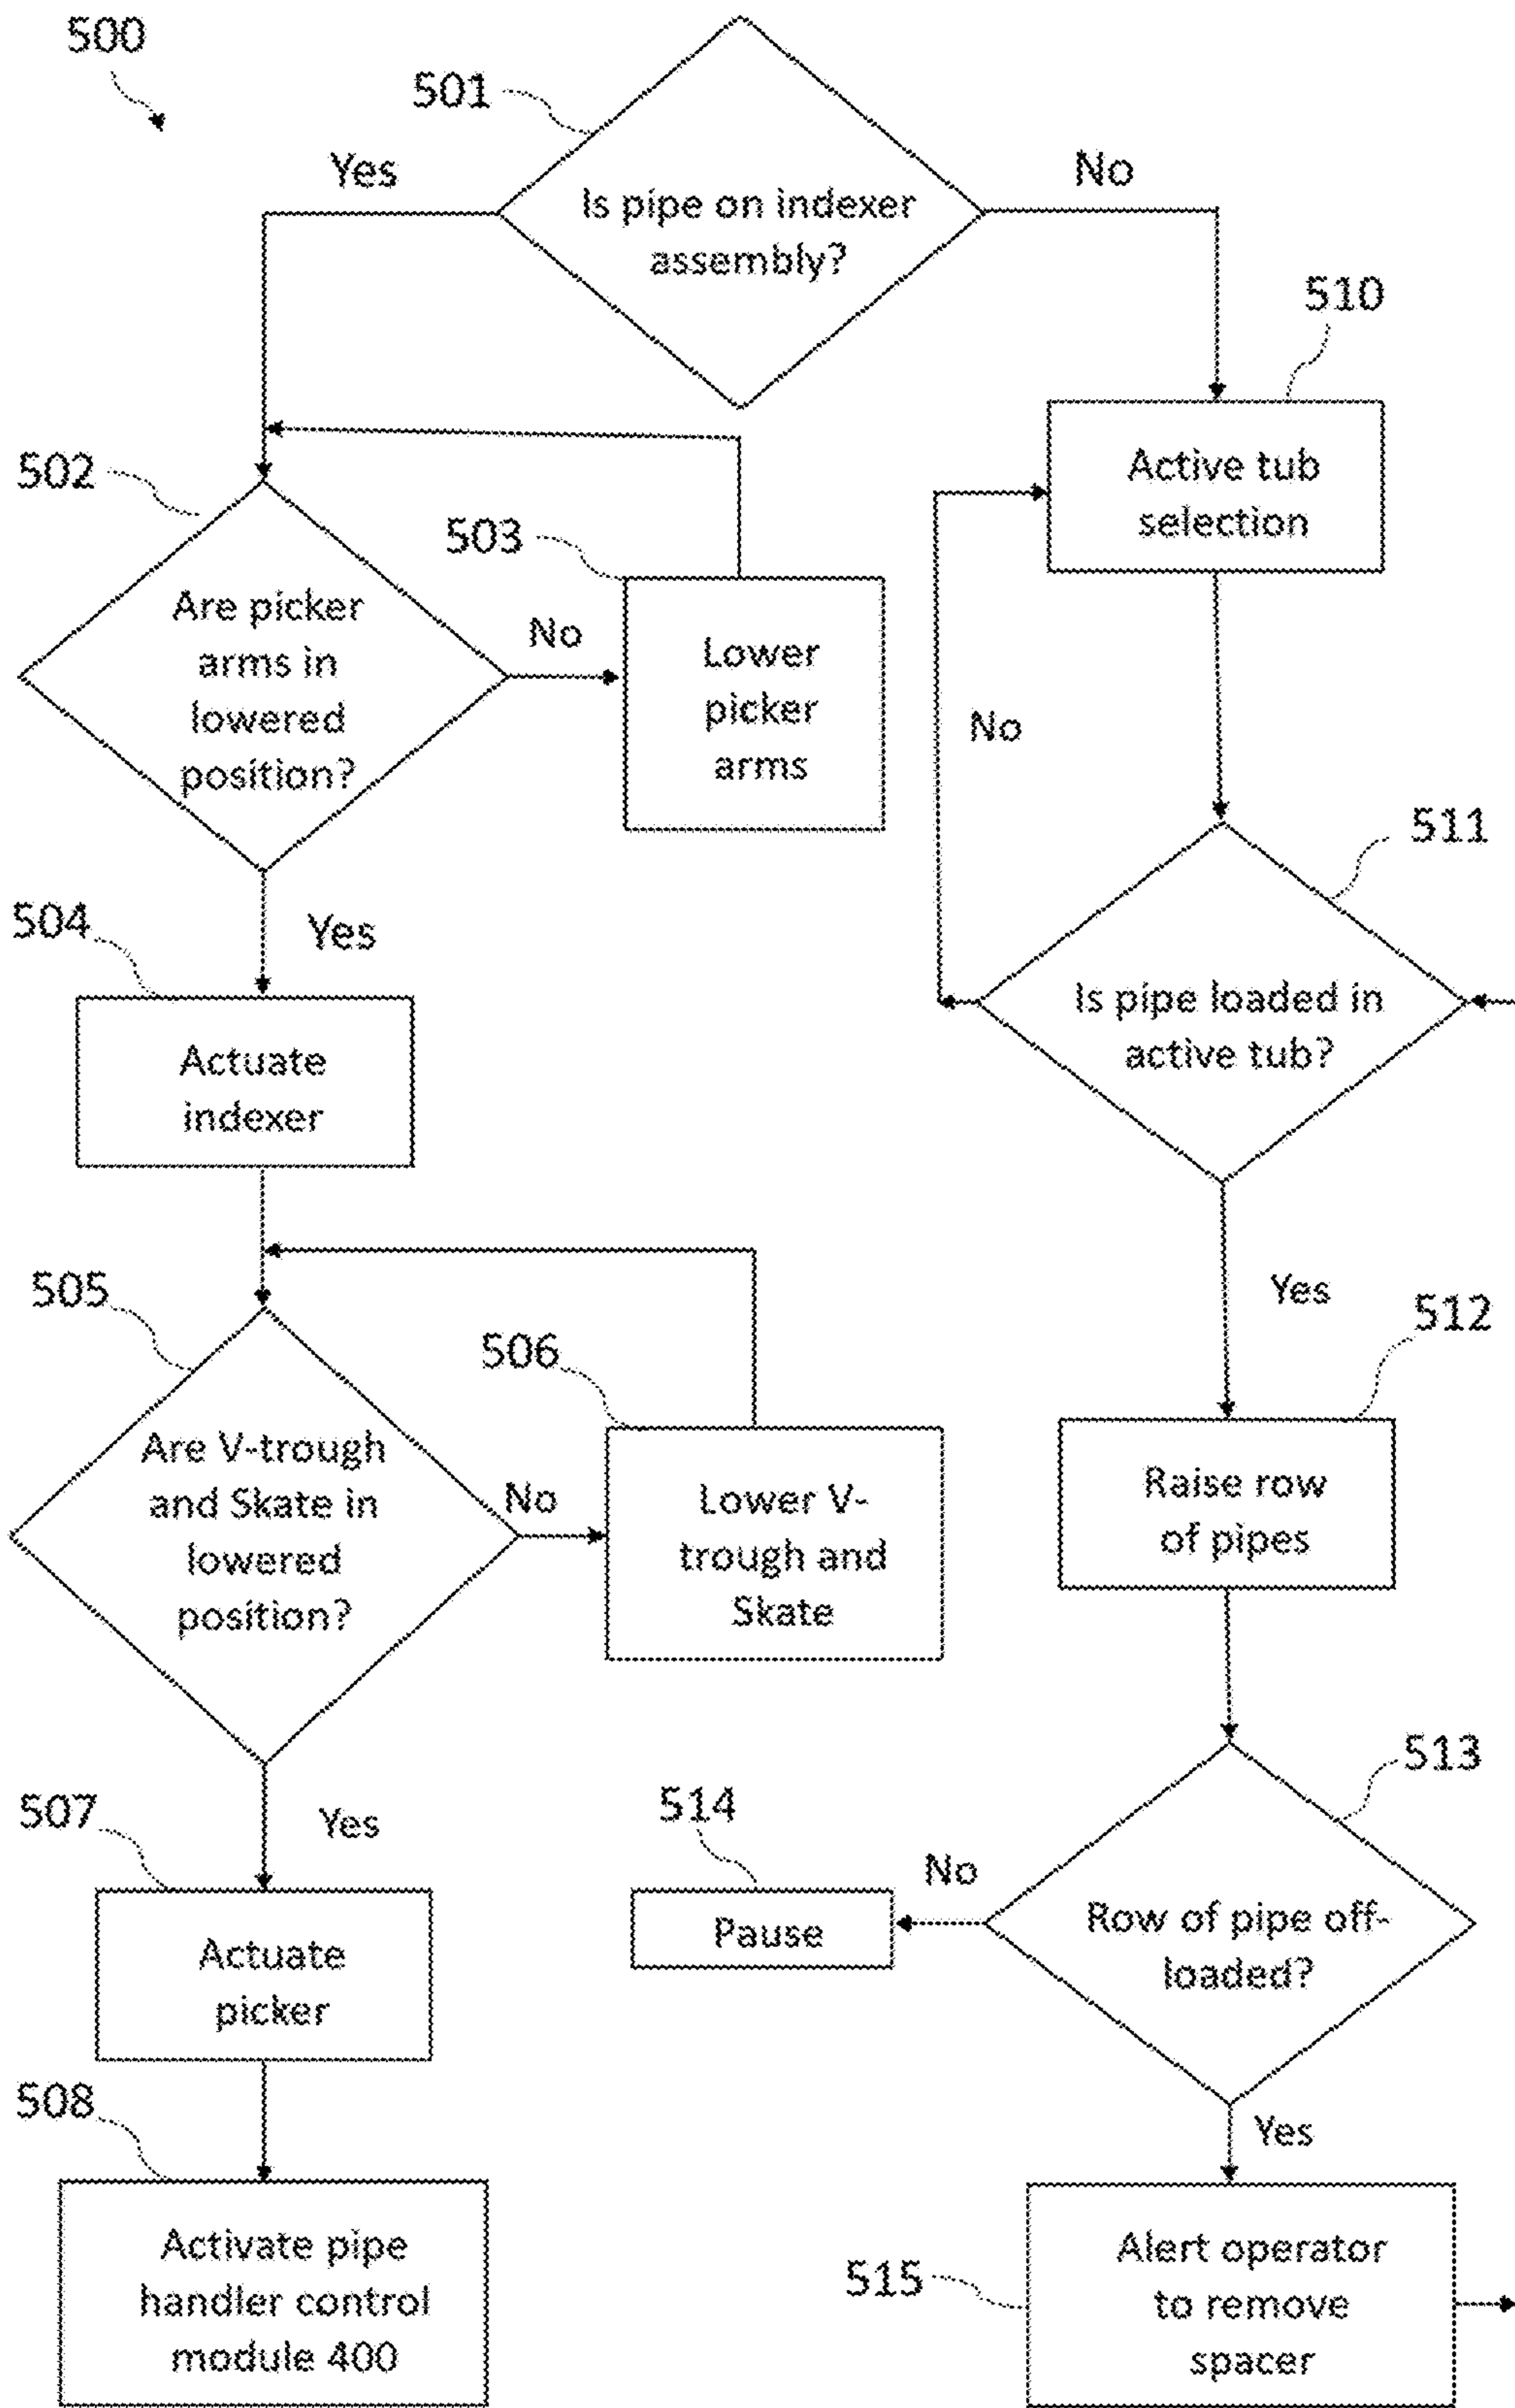 500
501
Yes
No
Is pipe on indexer
assembly?
510
Active tub
selection
502
503
Are picker
arms in
lowered
position?
No
Lower
picker
arms
No
511
504
Yes
Is pipe loaded in
active tub?
Actuate
indexer
505
506
Yes
512
Are V-trough
and Skate in
lowered
position?
No
Lower V-
trough and
Skate
Raise row
of pipes
513
507
Yes
514
No
Pause
Row of pipe off-
loaded?
Actuate
picker
508
Yes
Activate pipe
handler control
module 400
515
Alert operator
to remove
spacer